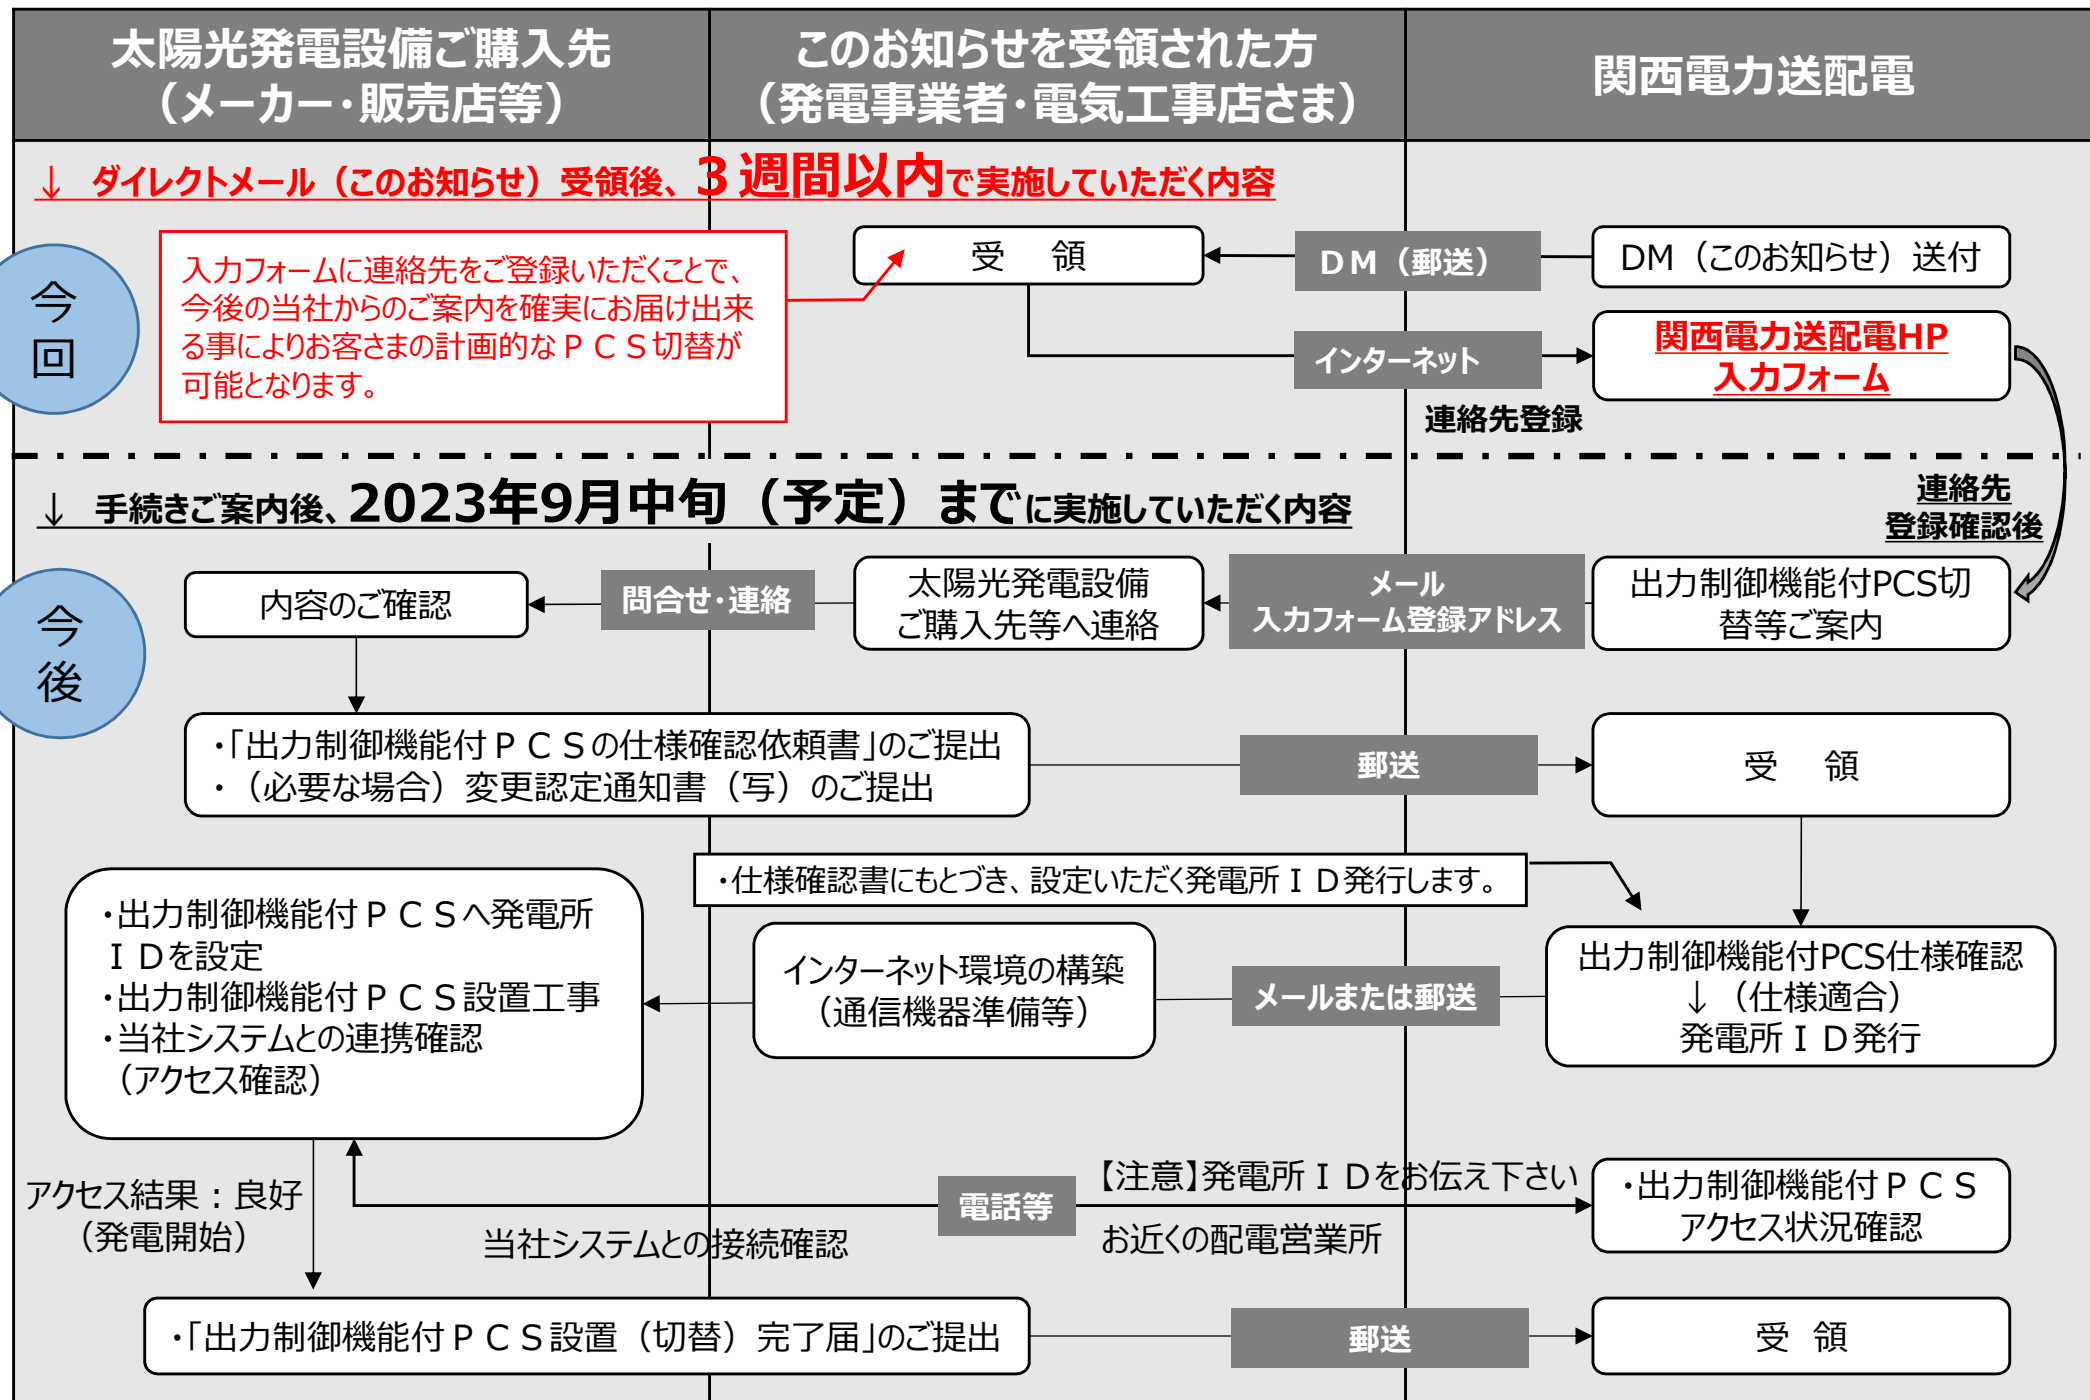 太陽光発電設備ご購入先
（メーカー・販売店等）
このお知らせを受領された方
（発電事業者・電気工事店さま）
関西電力送配電
↓ ダイレクトメール（このお知らせ）受領後、３週間以内で実施していただく内容
今
回
入力フォームに連絡先をご登録いただくことで、
今後の当社からのご案内を確実にお届け出来
る事によりお客さまの計画的なＰＣＳ切替が
可能となります。
受　領
ＤＭ（郵送）
DM（このお知らせ）送付
インターネット
関西電力送配電HP
入力フォーム
連絡先登録
↓ 手続きご案内後、2023年9月中旬（予定）までに実施していただく内容
連絡先
登録確認後
今
後
内容のご確認
問合せ・連絡
太陽光発電設備
ご購入先等へ連絡
メール
入力フォーム登録アドレス
出力制御機能付PCS切
替等ご案内
・「出力制御機能付ＰＣＳの仕様確認依頼書」のご提出
・（必要な場合）変更認定通知書（写）のご提出
郵送
受　領
・仕様確認書にもとづき、設定いただく発電所ＩＤ発行します。
・出力制御機能付ＰＣＳへ発電所
ＩＤを設定
・出力制御機能付ＰＣＳ設置工事
・当社システムとの連携確認
（アクセス確認）
インターネット環境の構築
（通信機器準備等）
メールまたは郵送
出力制御機能付PCS仕様確認
↓（仕様適合）
発電所ＩＤ発行
アクセス結果：良好
（発電開始）
当社システムとの接続確認
電話等
【注意】発電所ＩＤをお伝え下さい
お近くの配電営業所
・出力制御機能付ＰＣＳ
アクセス状況確認
・「出力制御機能付ＰＣＳ設置（切替）完了届」のご提出
郵送
受 領